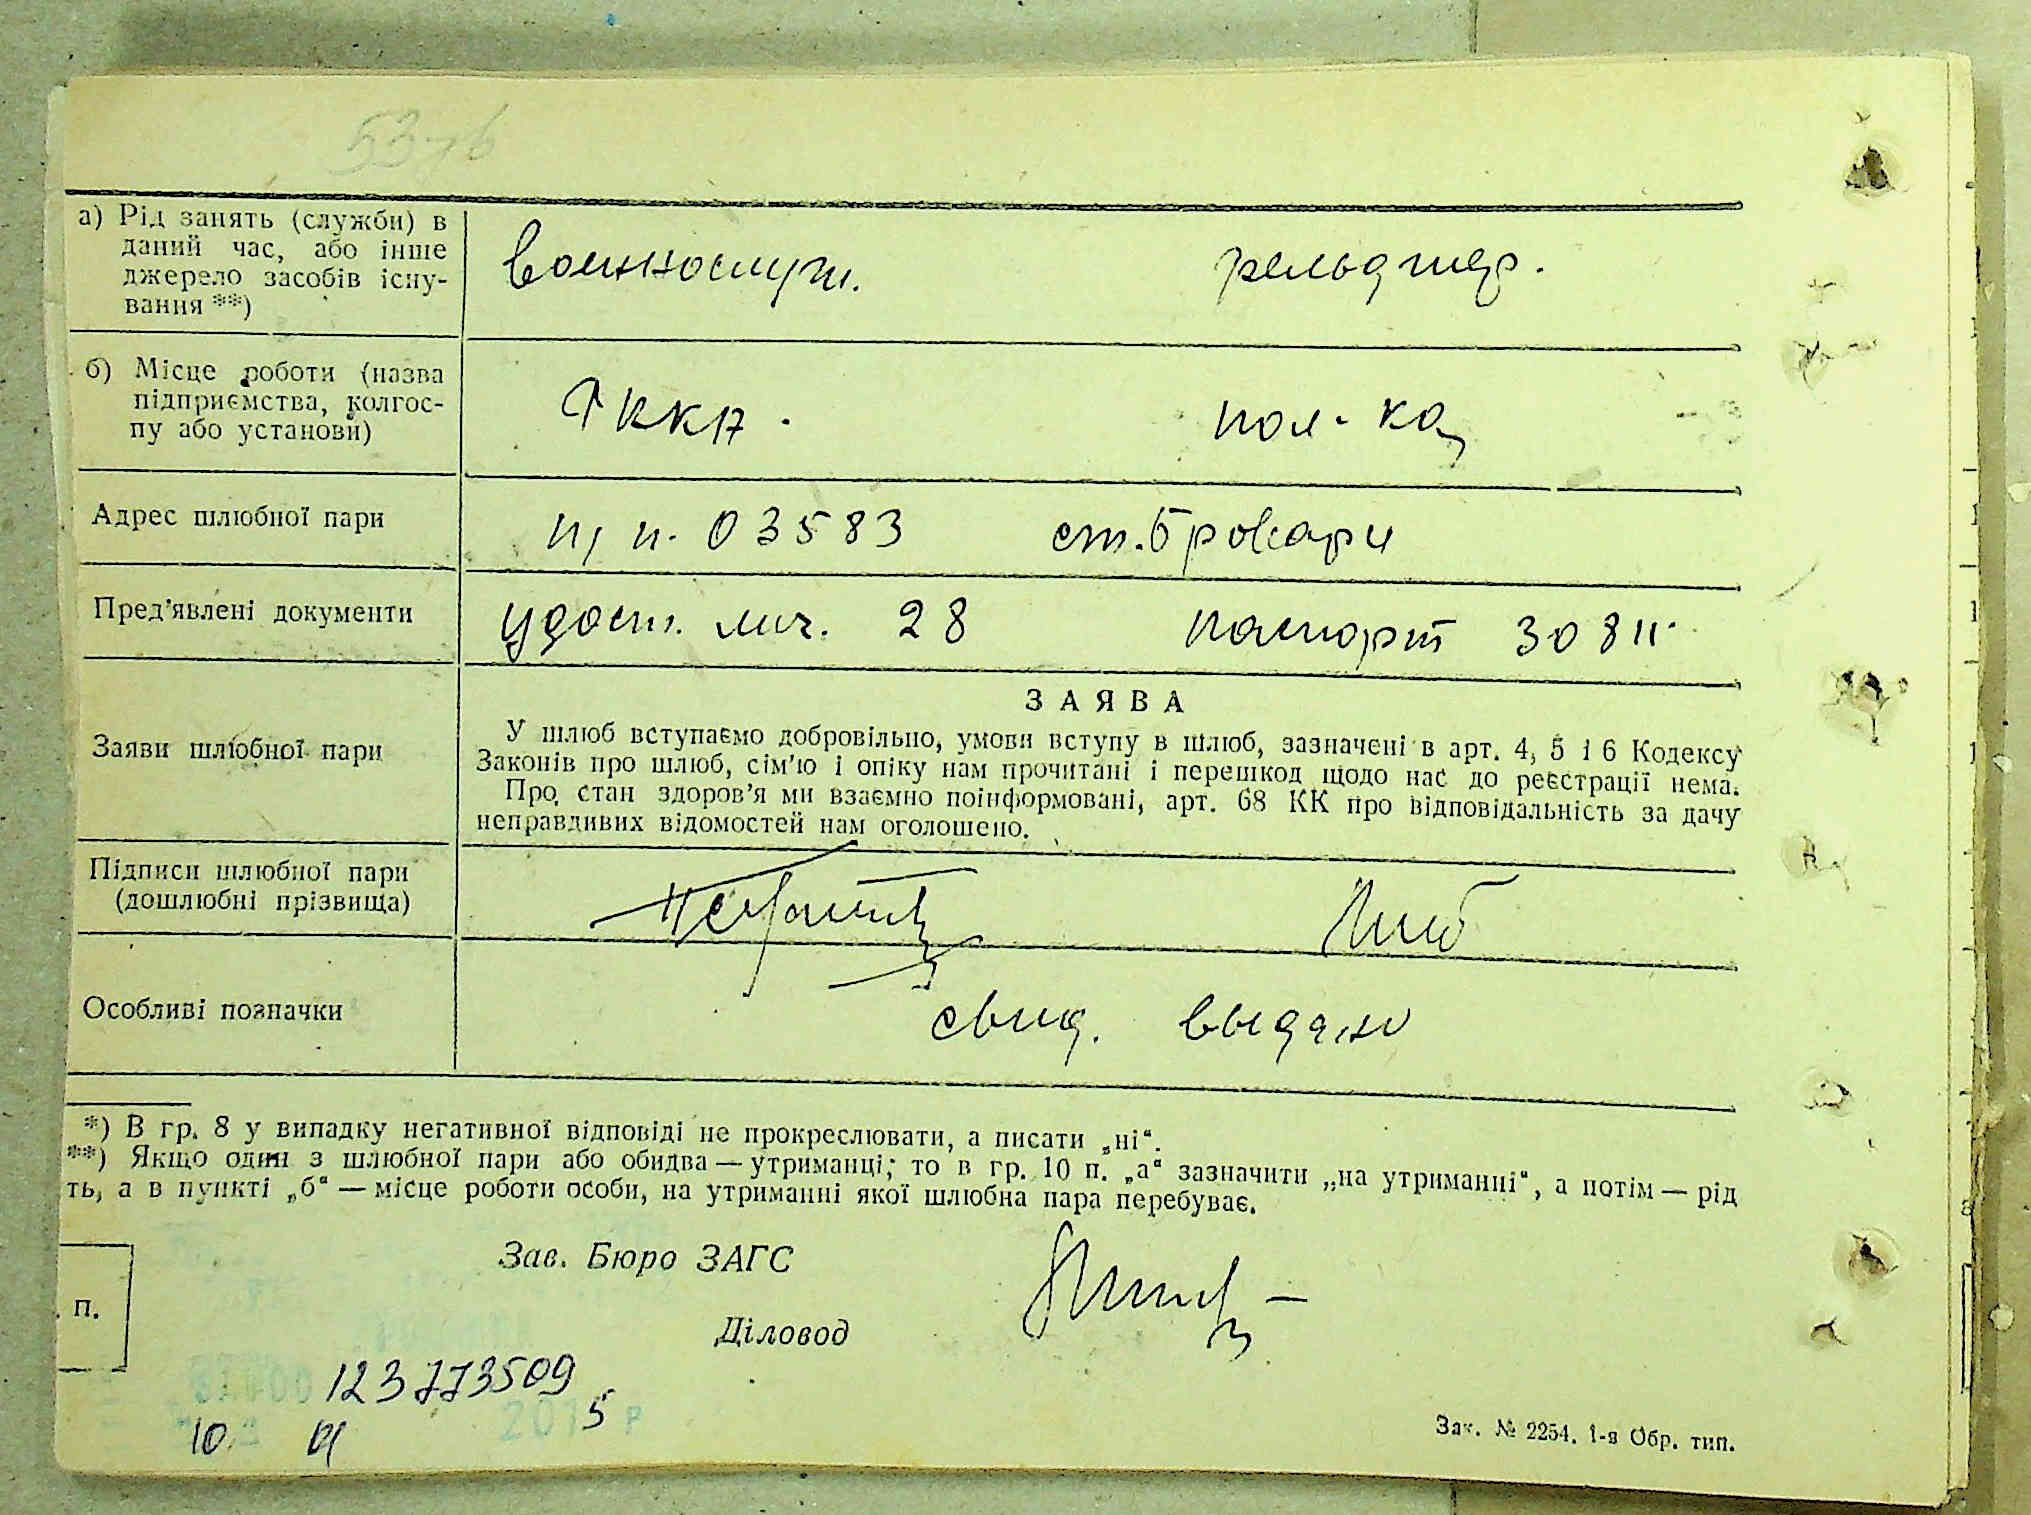 а) Рід занять (служби) в
даний час, або інше
джерело засобів існу-
вання **)
военнослуж. фельдшер.
б) Місце роботи (назва
підприємства, колгос-
пу або установи)
РККА. пол-ка
Адрес шлюбної пари
п, п. 03583 ст. Бровари
Пред'явлені документи
удост. лич. 28 паспорт 30811
ЗАЯВА
Заяви шлюбної пари
У шлюб вступаємо добровільно, умови вступу в шлюб, зазначені в арт. 4, 5 і 6 Кодексу
Законів про шлюб, сім'ю і опіку нам прочитані і перешкод щодо нас до реєстрації нема.
Про стан здоров'я ми взаємно поінформовані, арт. 68 КК про відповідальність за дачу
неправдивих відомостей нам оголошено.
Підписи шлюбної пари
(дошлюбні прізвища)
Особливі позначки
свид. выдано
*) В гр. 8 у випадку негативної відповіді не прокреслювати, а писати „ні“.
**) Якщо один з шлюбної пари або обидва — утриманці, то в гр. 10 п. „а“ зазначити „на утриманні“, а потім — рід
ть, а в пункті „б“ — місце роботи особи, на утриманні якої шлюбна пара перебуває.
Зав. Бюро ЗАГС
п.
Діловод
123773509
10. 01 2015 р
Зак. № 2254. 1-я Обр. тип.